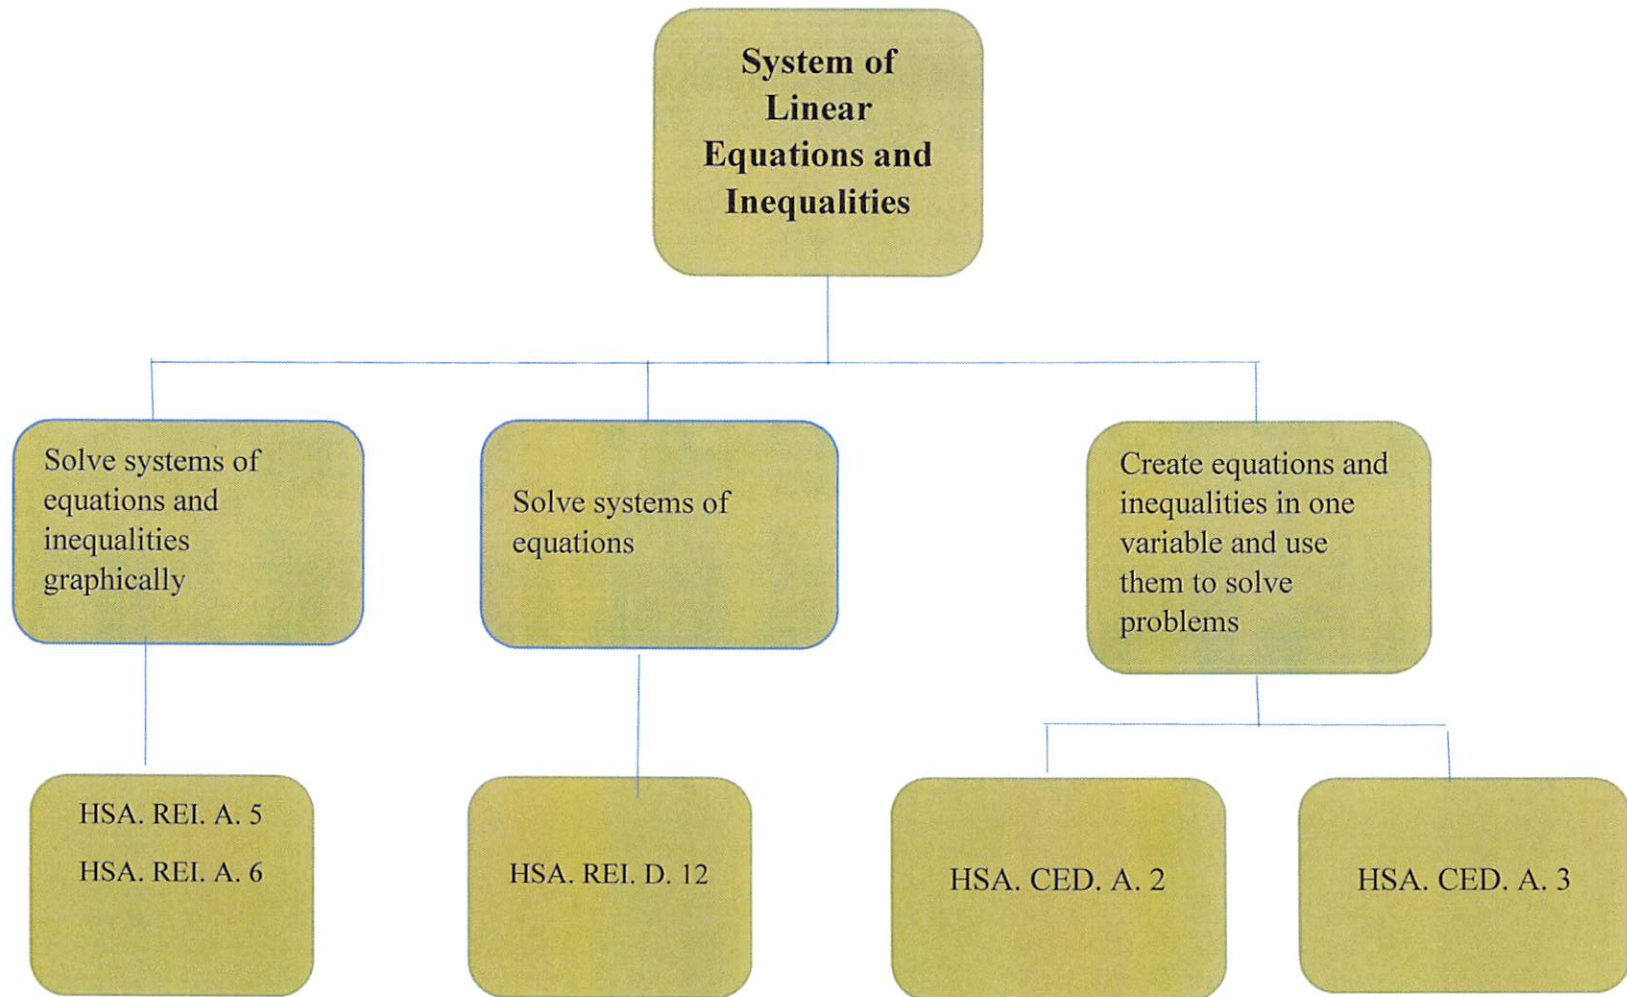 System of
Linear
Equations and
Inequalities
Solve systems of
equations and
inequalities
graphically
Solve systems of
equations
Create equations and
inequalities in one
variable and use
them to solve
problems
HSA. REI. A. 5
HSA. REI. A. 6
HSA. REI. D. 12
HSA. CED. A. 2
HSA. CED. A. 3